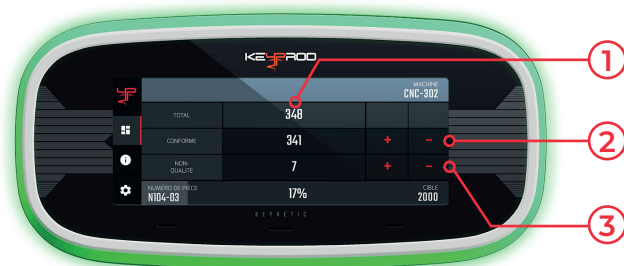 KEYPROD
MACHINE
CNC-302
TOTAL 348
CONFORME 341 + −
NON-
QUALITÉ 7 + −
NUMÉRO DE PIÈCE
N104-03
17%
CIBLE
2000
KEYNETIC
1
2
3